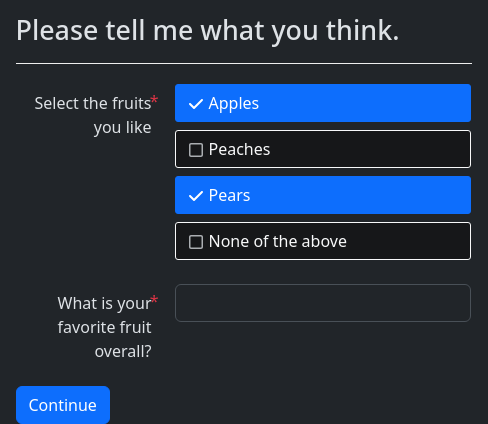 Please tell me what you think.
Select the fruits*
you like
Apples
Peaches
Pears
None of the above
What is your*
favorite fruit
overall?
Continue